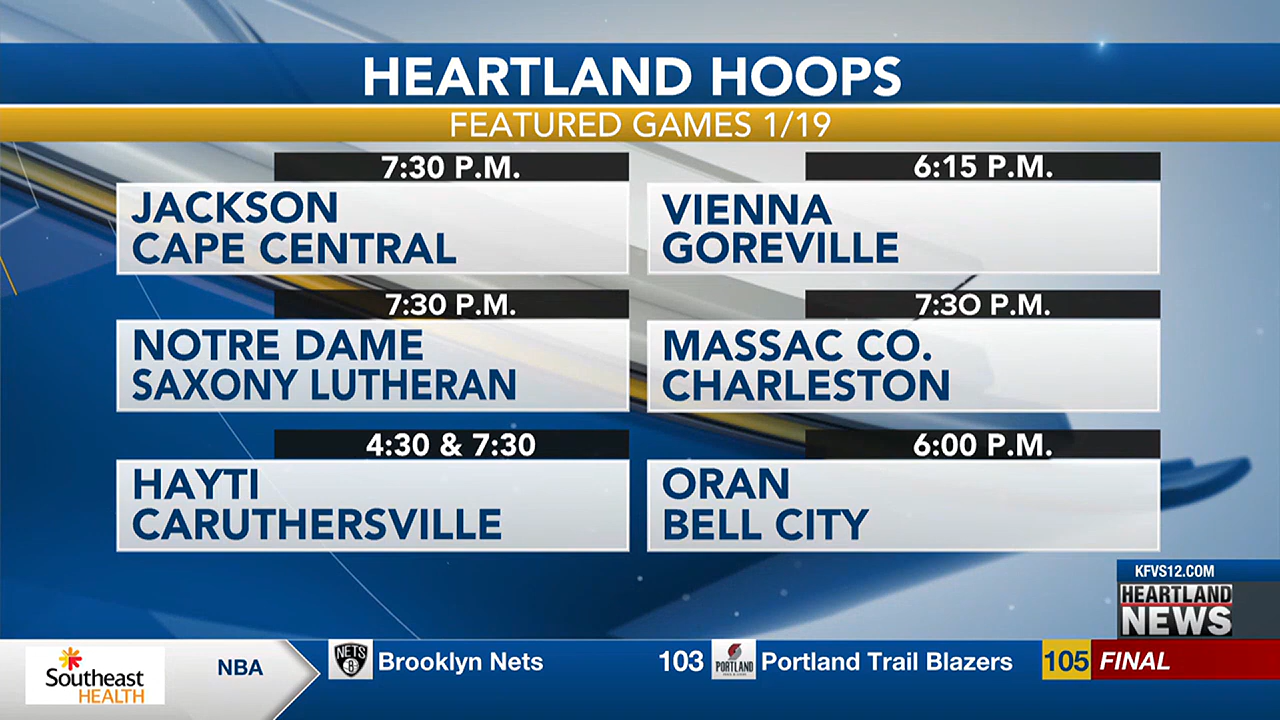 HEARTLAND HOOPS
FEATURED GAMES 1/19
7:30 P.M.
JACKSON
CAPE CENTRAL
6:15 P.M.
VIENNA
GOREVILLE
7:30 P.M.
NOTRE DAME
SAXONY LUTHERAN
7:3O P.M.
MASSAC CO.
CHARLESTON
4:30 & 7:30
HAYTI
CARUTHERSVILLE
6:00 P.M.
ORAN
BELL CITY
KFVS12.COM
HEARTLAND
NEWS
Southeast
HEALTH
NBA
NETS
Brooklyn Nets 103
PORTLAND
Portland Trail Blazers 105 FINAL